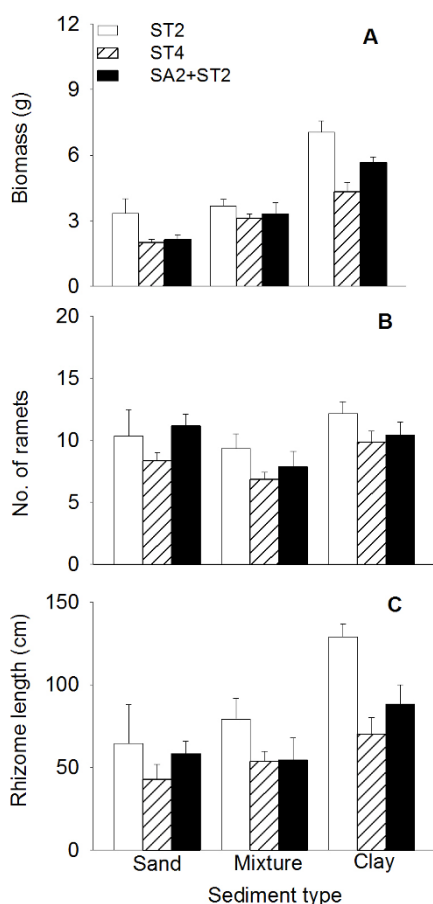 12
9
6
3
0
Biomass (g)
ST2
ST4
SA2+ST2
A
20
15
10
5
0
No. of ramets
B
150
100
50
0
Rhizome length (cm)
C
Sand Mixture Clay
Sediment type